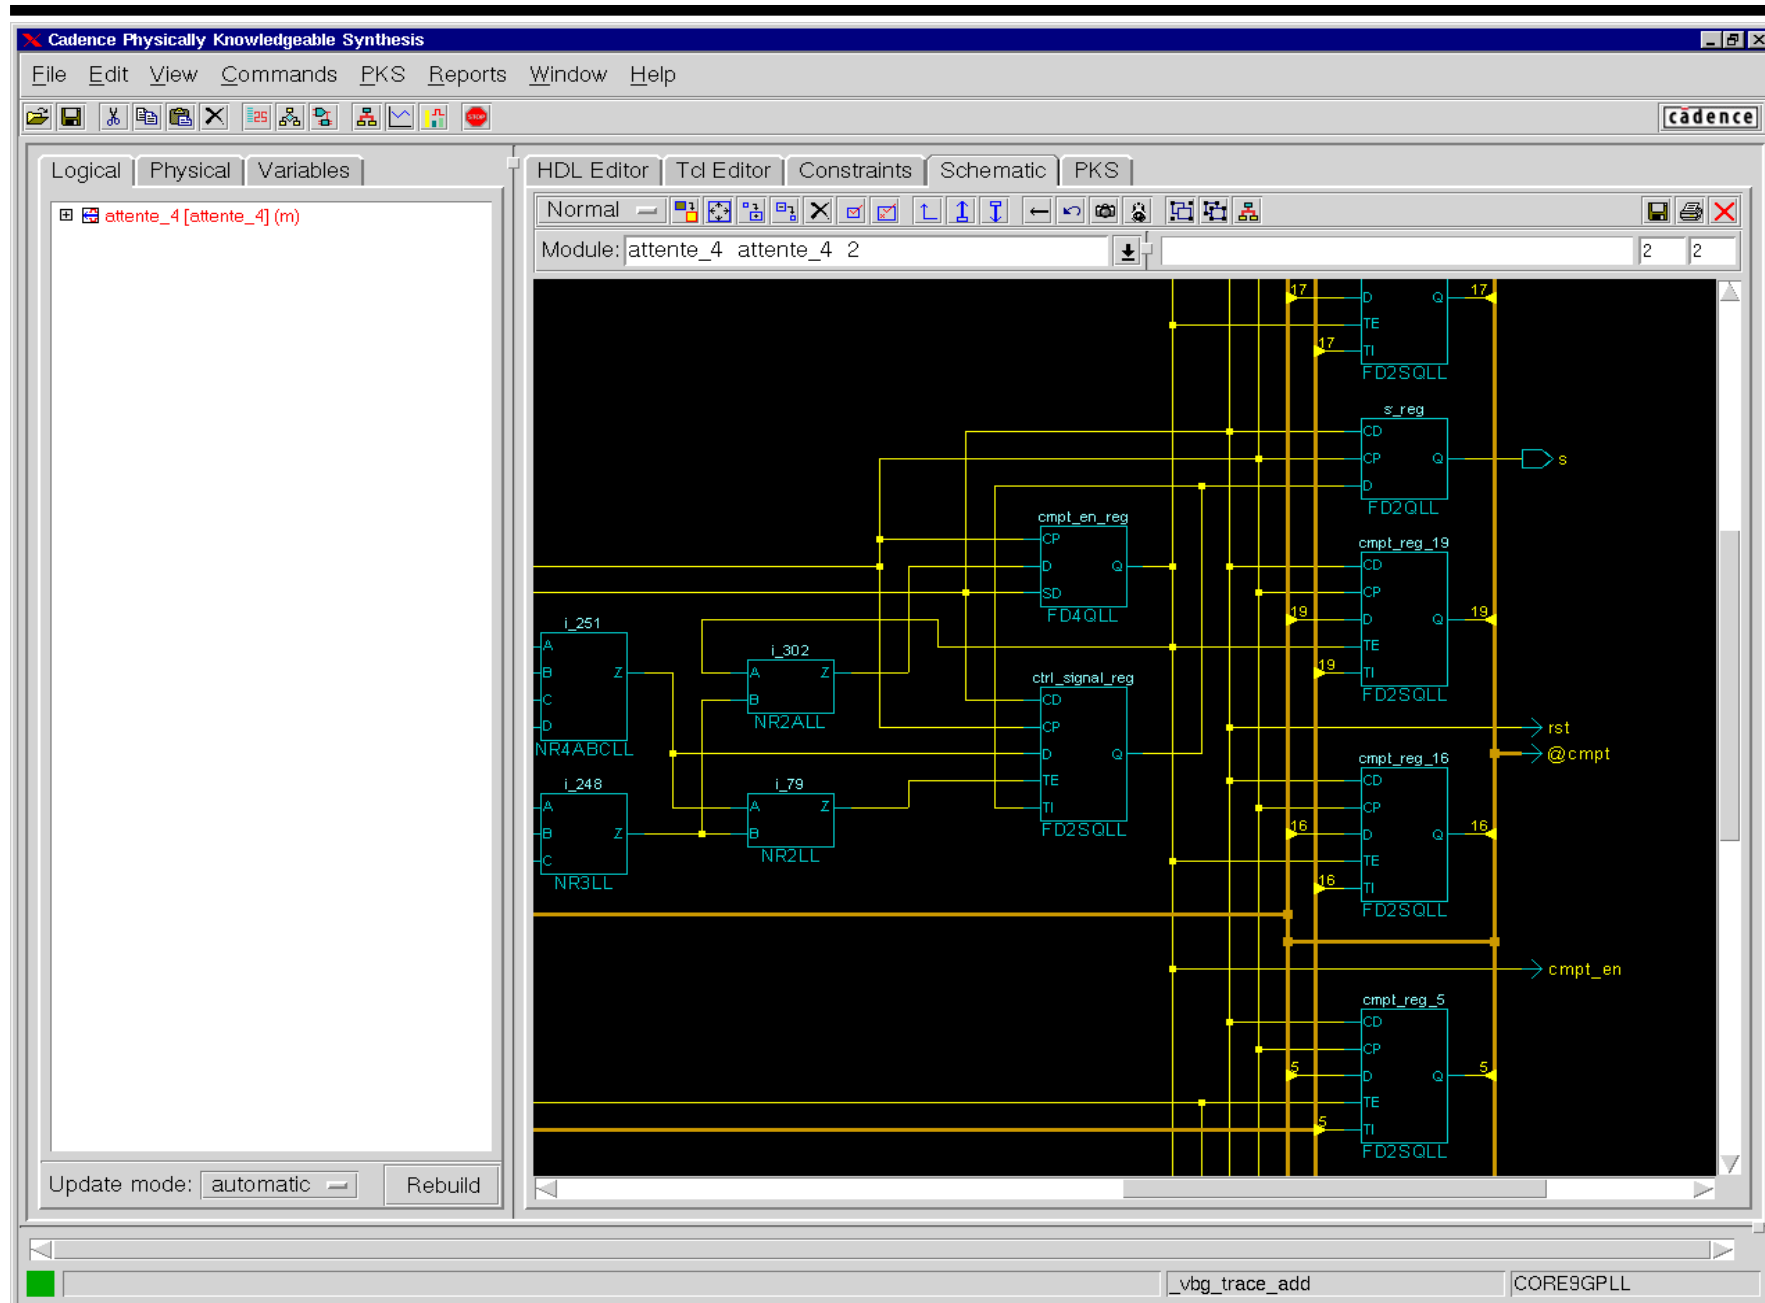 Cadence Physically Knowledgeable Synthesis
File Edit View Commands PKS Reports Window Help
25 STOP cadence
Logical Physical Variables
HDL Editor Tcl Editor Constraints Schematic PKS
attente_4 [attente_4] (m)
Normal
Module: attente_4 attente_4 2
2 2
17 D Q 17
TE
17 TI
FD2SQLL
s_reg
CD
CP Q s
D
FD2QLL
cmpt_en_reg
CP
D Q
SD
FD4QLL
cmpt_reg_19
CD
CP
19 D Q 19
TE
19 TI
FD2SQLL
i_251
A
B Z
C
D
NR4ABCLL
i_302
A Z
B
NR2ALL
ctrl_signal_reg
CD
CP
D Q
TE
TI
FD2SQLL
rst
@cmpt
i_248
A
B Z
C
NR3LL
i_79
A Z
B
NR2LL
cmpt_reg_16
CD
CP
16 D Q 16
TE
16 TI
FD2SQLL
cmpt_en
cmpt_reg_5
CD
CP
5 D Q 5
TE
5 TI
FD2SQLL
Update mode: automatic Rebuild
_vbg_trace_add CORE9GPLL